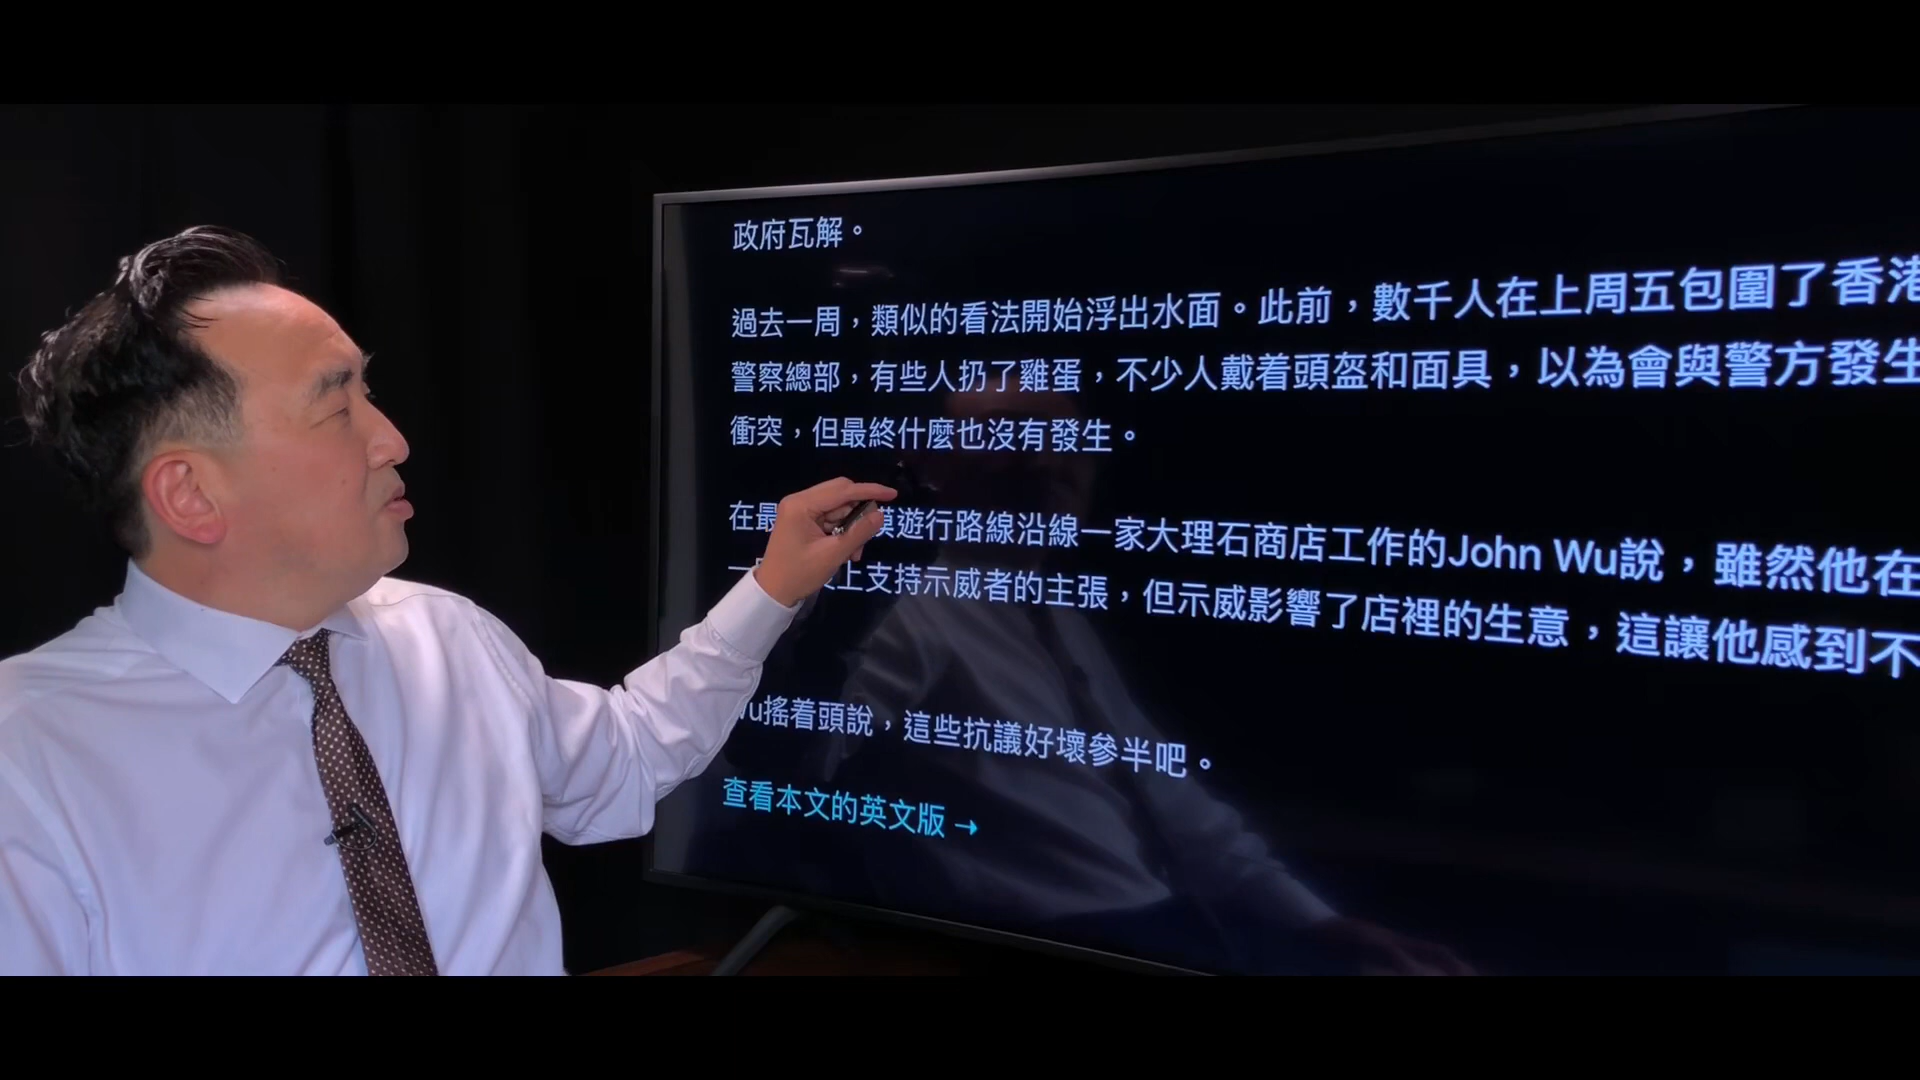 政府瓦解。
過去一周，類似的看法開始浮出水面。此前，數千人在上周五包圍了香港
警察總部，有些人扔了雞蛋，不少人戴着頭盔和面具，以為會與警方發生
衝突，但最終什麼也沒有發生。
在最 模遊行路線沿線一家大理石商店工作的John Wu說，雖然他在
一 上支持示威者的主張，但示威影響了店裡的生意，這讓他感到不
Wu搖着頭說，這些抗議好壞參半吧。
查看本文的英文版 →